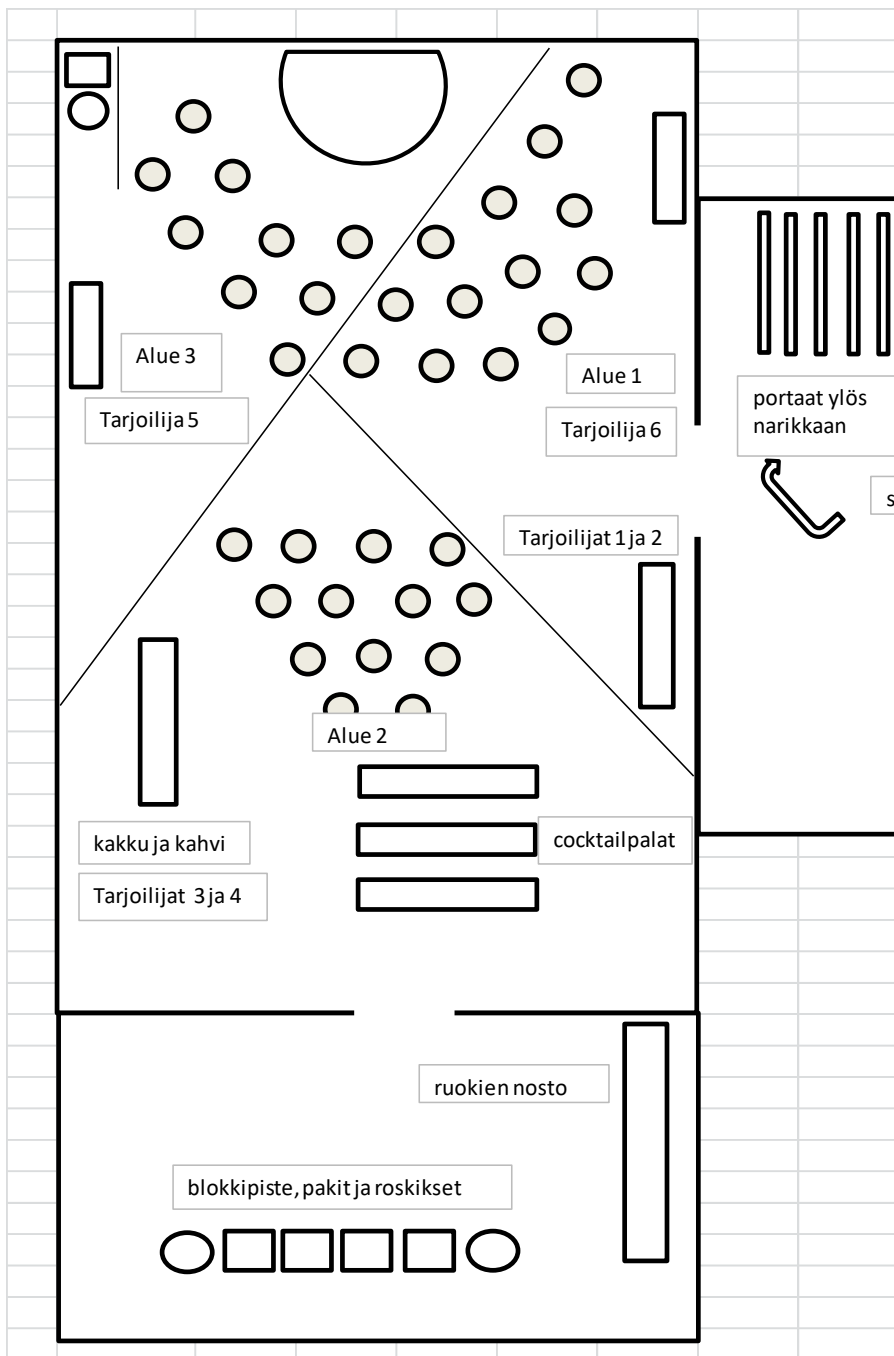 Alue 3
Tarjoilija 5
Alue 1
Tarjoilija 6
portaat ylös
narikkaan
s
Tarjoilijat 1 ja 2
Alue 2
kakku ja kahvi
Tarjoilijat 3 ja 4
cocktailpalat
ruokien nosto
blokkipiste, pakit ja roskikset